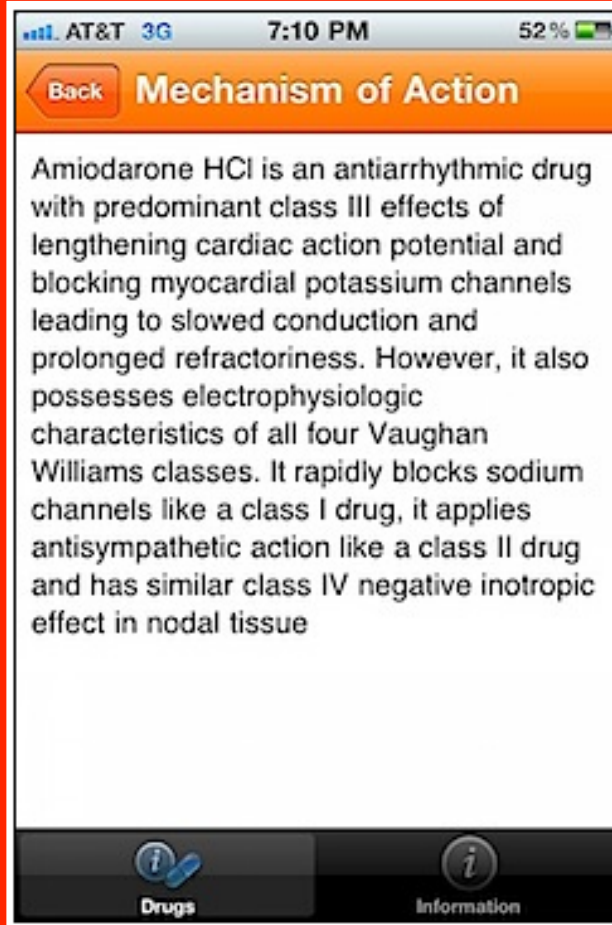 AT&T 3G 7:10 PM 52%
Back Mechanism of Action
Amiodarone HCl is an antiarrhythmic drug
with predominant class III effects of
lengthening cardiac action potential and
blocking myocardial potassium channels
leading to slowed conduction and
prolonged refractoriness. However, it also
possesses electrophysiologic
characteristics of all four Vaughan
Williams classes. It rapidly blocks sodium
channels like a class I drug, it applies
antisympathetic action like a class II drug
and has similar class IV negative inotropic
effect in nodal tissue
Drugs Information